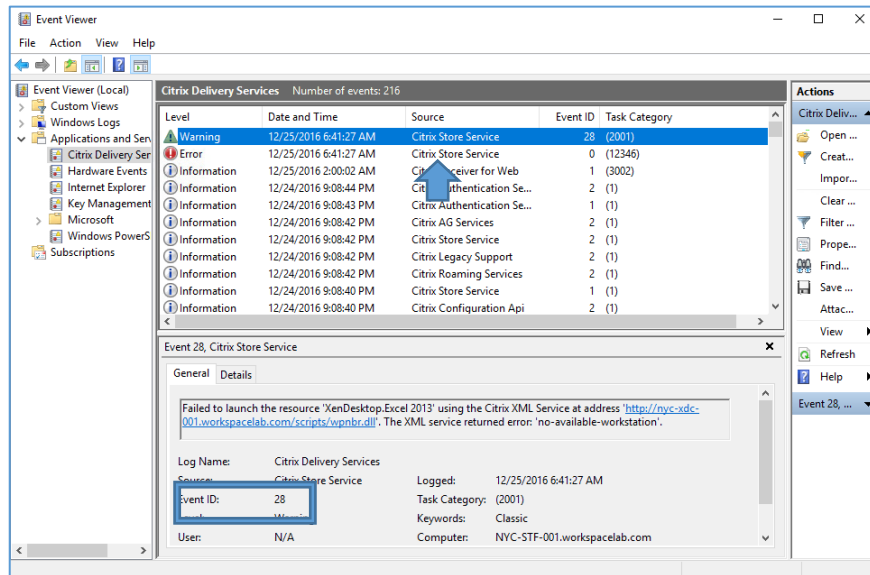 Event Viewer
File Action View Help
Event Viewer (Local)
Custom Views
Windows Logs
Applications and Serv
Citrix Delivery Ser
Hardware Events
Internet Explorer
Key Management
Microsoft
Windows PowerS
Subscriptions
Citrix Delivery Services Number of events: 216
Level Date and Time Source Event ID Task Category
Warning 12/25/2016 6:41:27 AM Citrix Store Service 28 (2001)
Error 12/25/2016 6:41:27 AM Citrix Store Service 0 (12346)
Information 12/25/2016 2:00:02 AM Receiver for Web 1 (3002)
Information 12/24/2016 9:08:44 PM Authentication Se... 2 (1)
Information 12/24/2016 9:08:43 PM Citrix Authentication Se... 1 (1)
Information 12/24/2016 9:08:42 PM Citrix AG Services 2 (1)
Information 12/24/2016 9:08:42 PM Citrix Store Service 2 (1)
Information 12/24/2016 9:08:42 PM Citrix Legacy Support 2 (1)
Information 12/24/2016 9:08:42 PM Citrix Roaming Services 2 (1)
Information 12/24/2016 9:08:40 PM Citrix Store Service 1 (1)
Information 12/24/2016 9:08:40 PM Citrix Configuration Api 2 (1)
Event 28, Citrix Store Service
General Details
Failed to launch the resource 'XenDesktop.Excel 2013' using the Citrix XML Service at address 'http://nyc-xdc-
001.workspacelab.com/scripts/wpnbr.dll'. The XML service returned error: 'no-available-workstation'.
Log Name: Citrix Delivery Services
Source: Citrix Store Service Logged: 12/25/2016 6:41:27 AM
Event ID: 28 Task Category: (2001)
Keywords: Classic
User: N/A Computer: NYC-STF-001.workspacelab.com
Actions
Citrix Deliv...
Open ...
Creat...
Impor...
Clear ...
Filter ...
Prope...
Find...
Save ...
Attac...
View
Refresh
Help
Event 28, ...